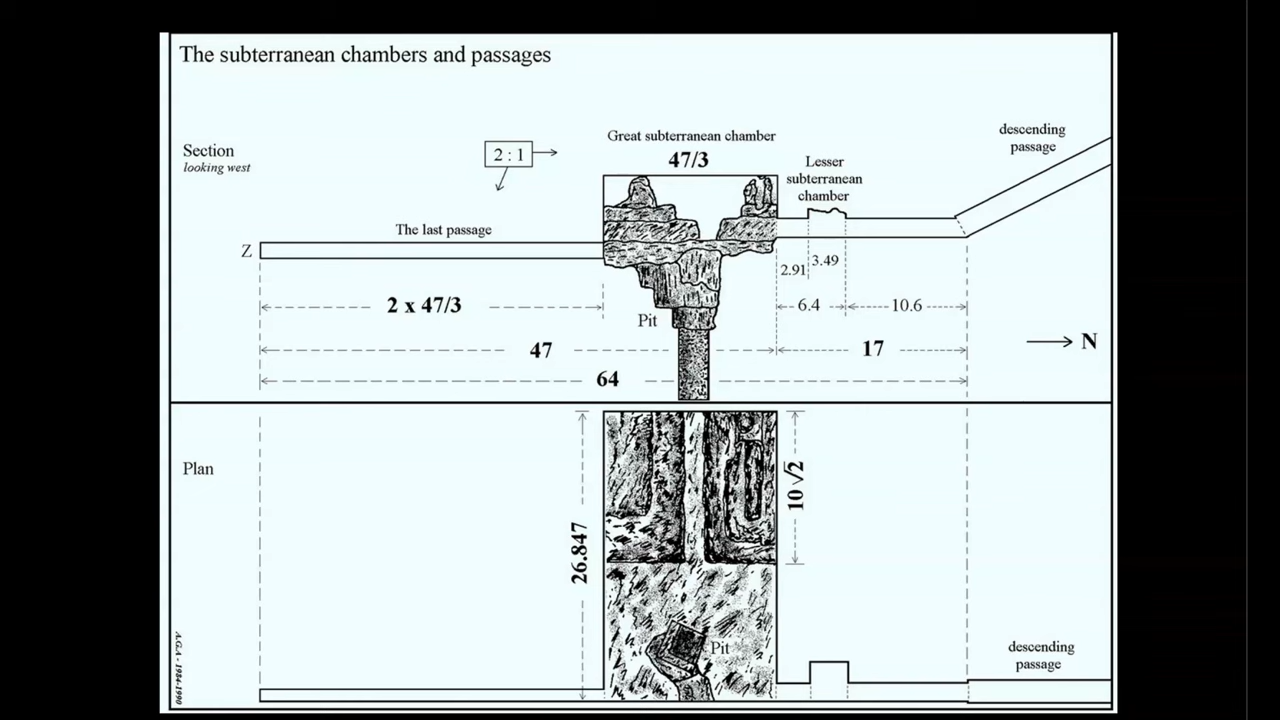 The subterranean chambers and passages
Section
looking west
2 : 1
Great subterranean chamber
47/3
Lesser
subterranean
chamber
descending
passage
The last passage
Z
2.91
3.49
2 x 47/3
Pit
6.4
10.6
47
17
N
64
Plan
10 √2
26.847
Pit
descending
passage
A.G.A - 1984-1990